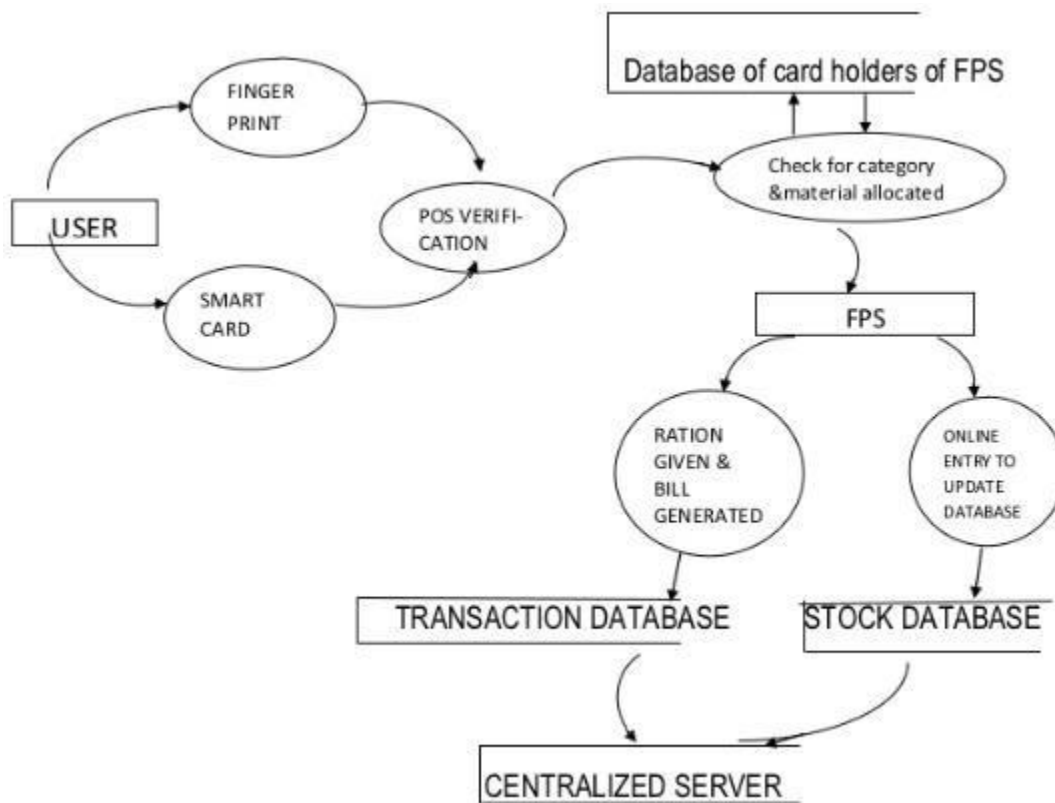 Database of card holders of FPS
FINGER
PRINT
Check for category
&material allocated
USER
POS VERIFI-
CATION
SMART
CARD
FPS
RATION
GIVEN &
BILL
GENERATED
ONLINE
ENTRY TO
UPDATE
DATABASE
TRANSACTION DATABASE
STOCK DATABASE
CENTRALIZED SERVER